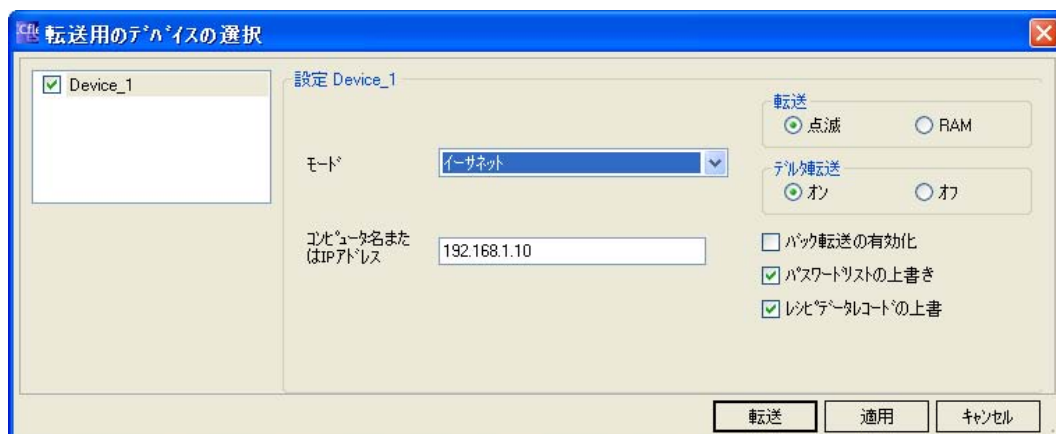 転送用のﾃﾞﾊﾞｲｽの選択
Device_1
設定 Device_1
モード
イーサネット
ｺﾝﾋﾟｭｰﾀ名また
はIPｱﾄﾞﾚｽ
192.168.1.10
転送
点滅
RAM
ﾃﾞﾙﾀ転送
オン
オフ
ﾊﾞｯｸ転送の有効化
ﾊﾟｽﾜｰﾄﾞﾘｽﾄの上書き
ﾚｼﾋﾟﾃﾞｰﾀﾚｺｰﾄﾞの上書
転送
適用
ｷｬﾝｾﾙ